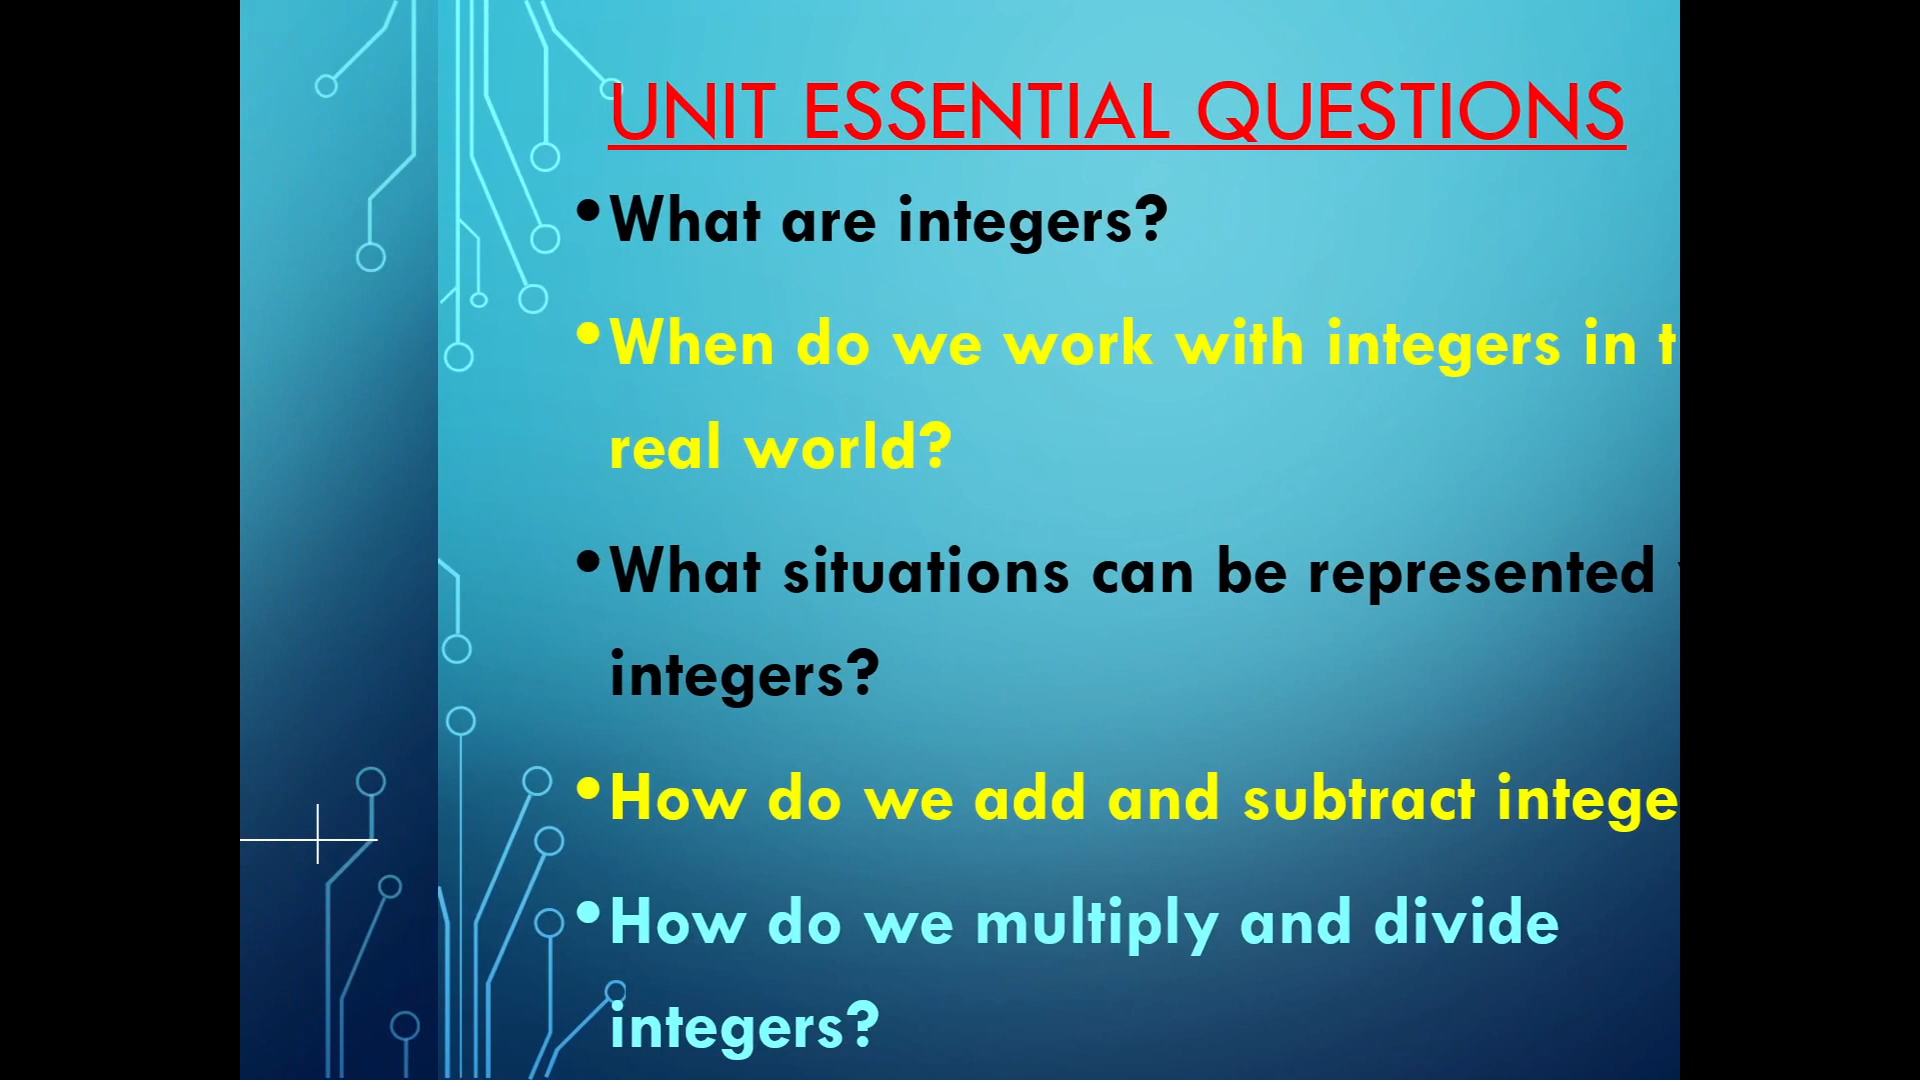 UNIT ESSENTIAL QUESTIONS
•What are integers?
•When do we work with integers in t
real world?
•What situations can be represented
integers?
•How do we add and subtract intege
•How do we multiply and divide
integers?